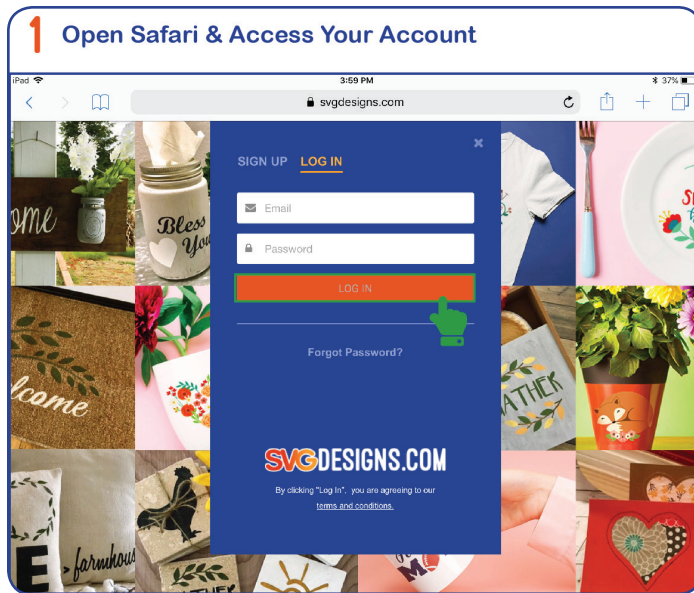 1 Open Safari & Access Your Account
iPad 3:59 PM 37%
svgdesigns.com
SIGN UP LOG IN
Email
Password
LOG IN
Forgot Password?
SVGDESIGNS.COM
By clicking "Log In", you are agreeing to our
terms and conditions.
ome
Bless
You
elcome
ATHER
E
farmhous
ATHER
M